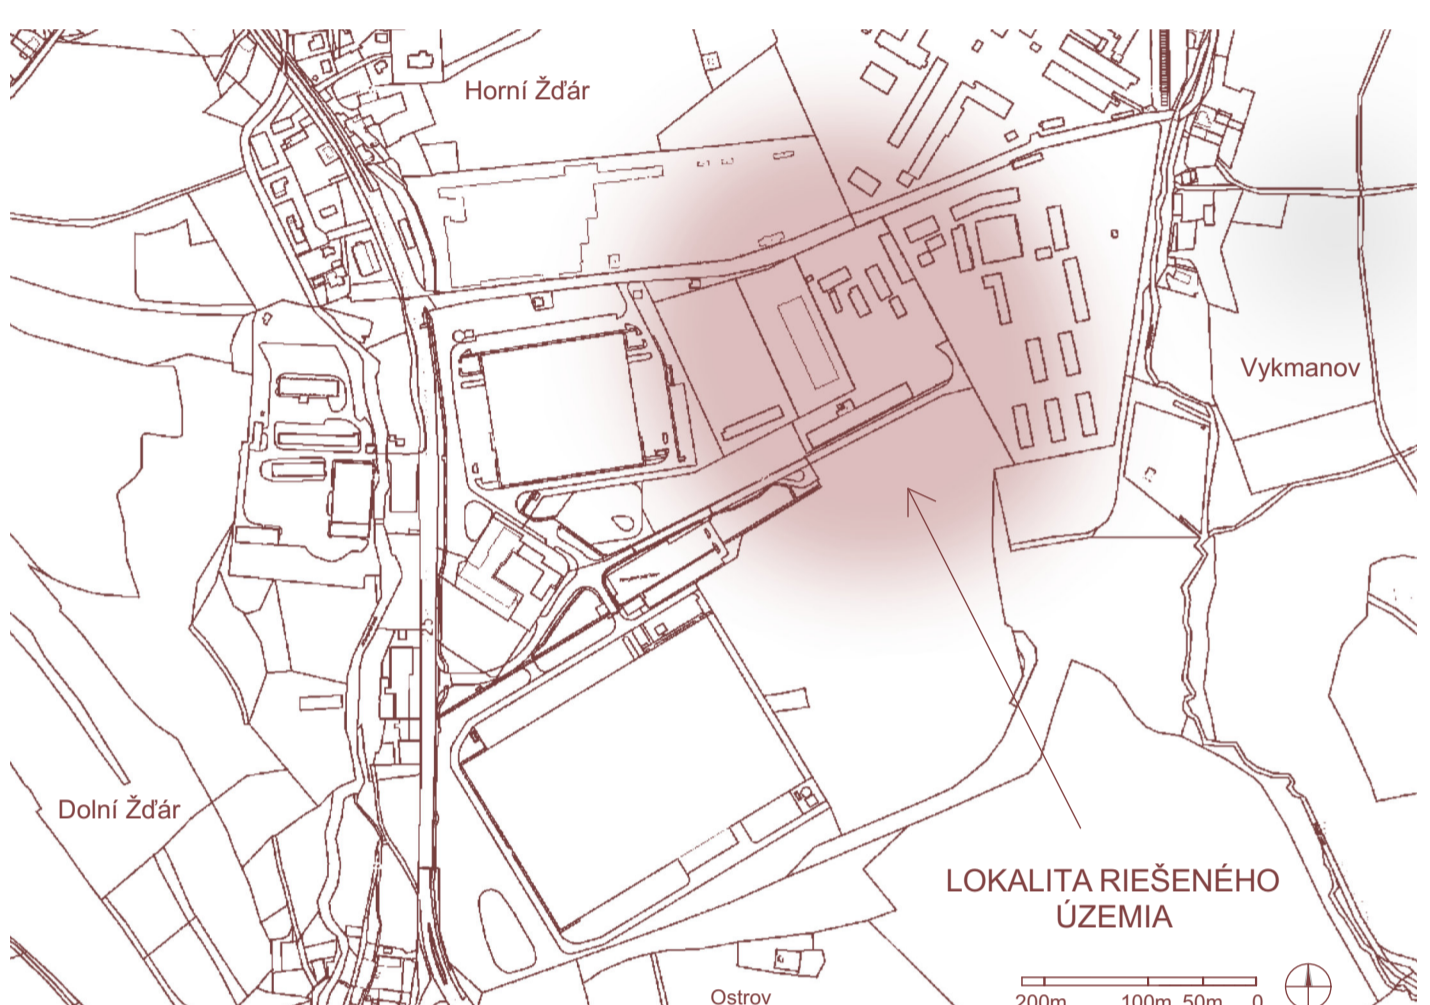 Horní Žďár
Vykmanov
Dolní Žďár
LOKALITA RIEŠENÉHO
ÚZEMIA
200m 100m 50m 0
Ostrov